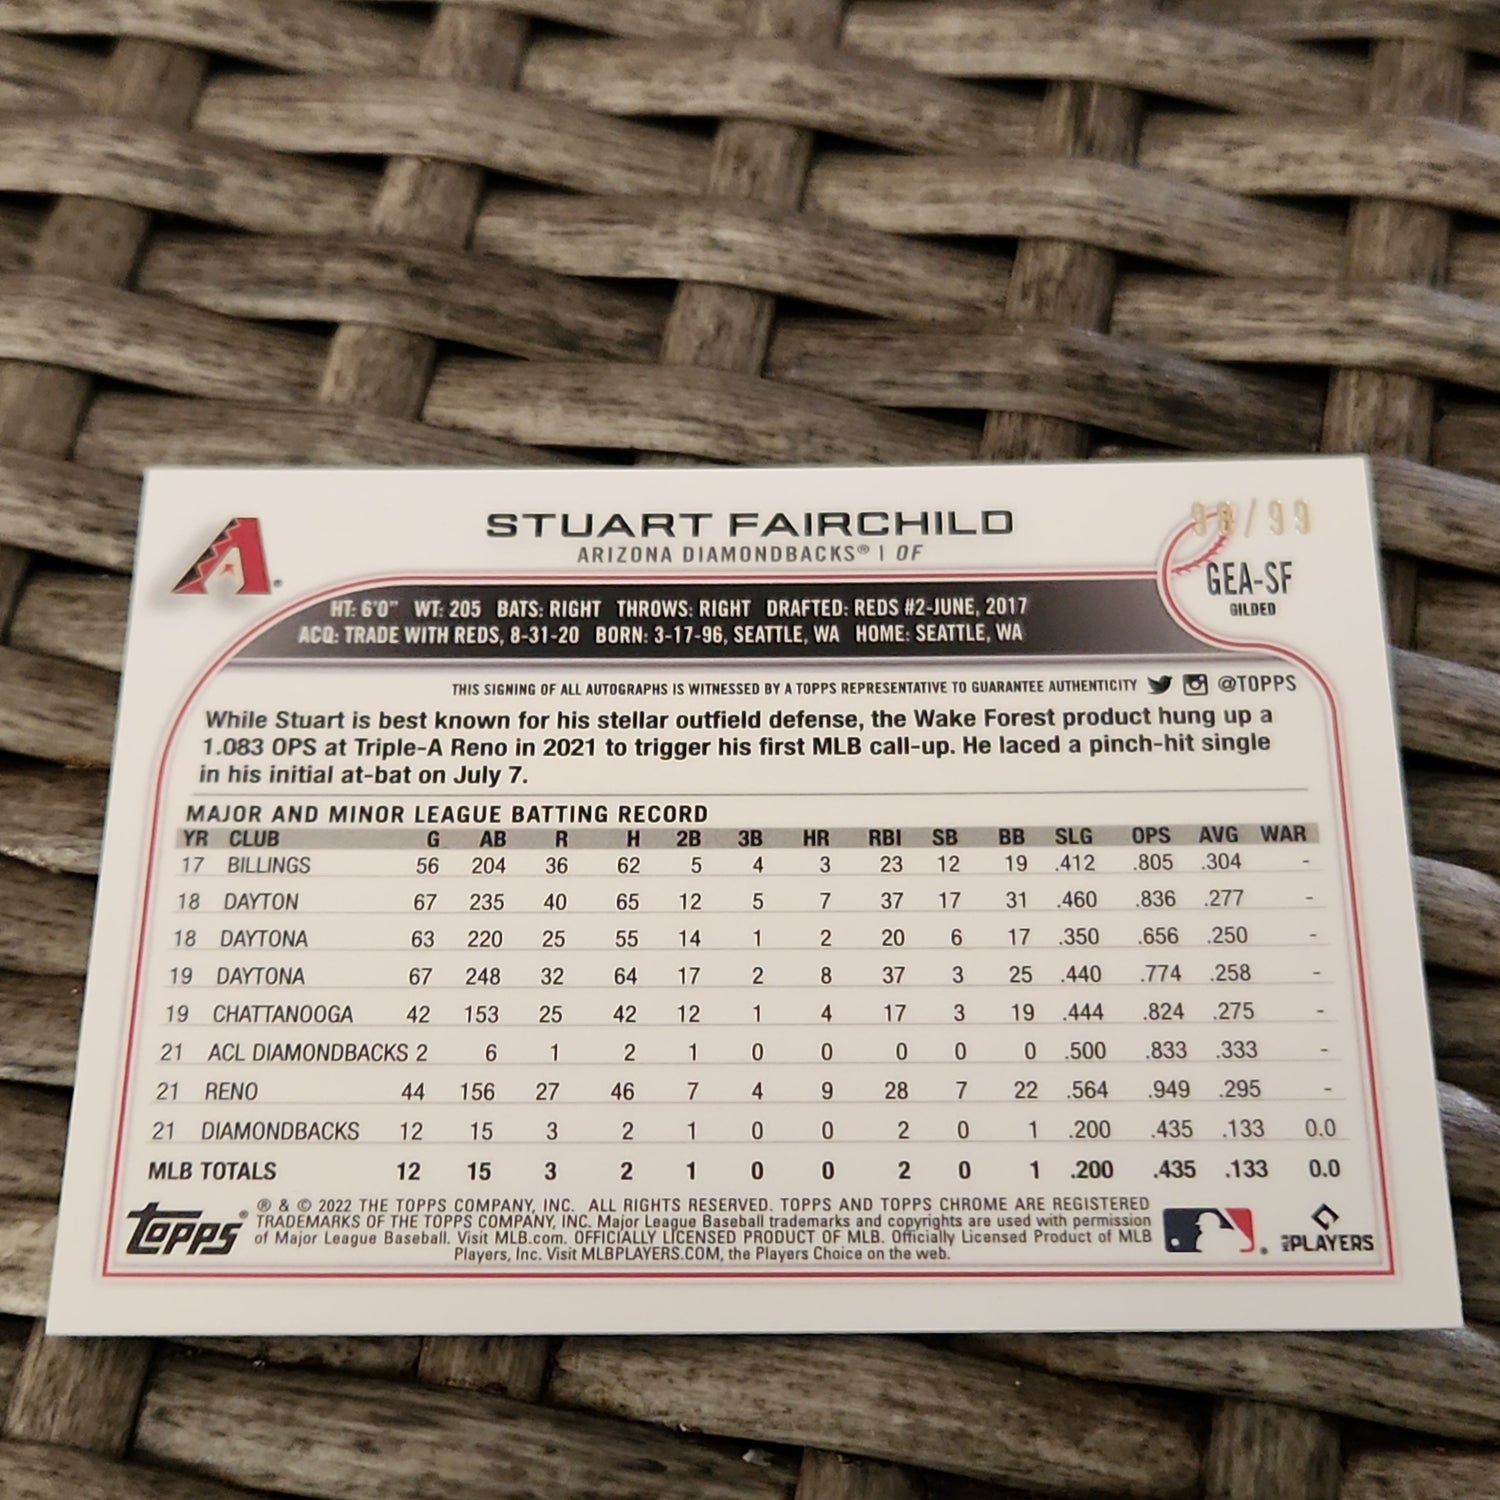 STUART FAIRCHILD
ARIZONA DIAMONDBACKS® | OF
/99
GEA-SF
GILDED
HT: 6'0" WT: 205 BATS: RIGHT THROWS: RIGHT DRAFTED: REDS #2-JUNE, 2017
ACQ: TRADE WITH REDS, 8-31-20 BORN: 3-17-96, SEATTLE, WA HOME: SEATTLE, WA
THIS SIGNING OF ALL AUTOGRAPHS IS WITNESSED BY A TOPPS REPRESENTATIVE TO GUARANTEE AUTHENTICITY @TOPPS
While Stuart is best known for his stellar outfield defense, the Wake Forest product hung up a
1.083 OPS at Triple-A Reno in 2021 to trigger his first MLB call-up. He laced a pinch-hit single
in his initial at-bat on July 7.
MAJOR AND MINOR LEAGUE BATTING RECORD
YR CLUB G AB R H 2B 3B HR RBI SB BB SLG OPS AVG WAR
17 BILLINGS 56 204 36 62 5 4 3 23 12 19 .412 .805 .304 -
18 DAYTON 67 235 40 65 12 5 7 37 17 31 .460 .836 .277 -
18 DAYTONA 63 220 25 55 14 1 2 20 6 17 .350 .656 .250 -
19 DAYTONA 67 248 32 64 17 2 8 37 3 25 .440 .774 .258 -
19 CHATTANOOGA 42 153 25 42 12 1 4 17 3 19 .444 .824 .275 -
21 ACL DIAMONDBACKS 2 6 1 2 1 0 0 0 0 0 .500 .833 .333 -
21 RENO 44 156 27 46 7 4 9 28 7 22 .564 .949 .295 -
21 DIAMONDBACKS 12 15 3 2 1 0 0 2 0 1 .200 .435 .133 0.0
MLB TOTALS 12 15 3 2 1 0 0 2 0 1 .200 .435 .133 0.0
® & © 2022 THE TOPPS COMPANY, INC. ALL RIGHTS RESERVED. TOPPS AND TOPPS CHROME ARE REGISTERED
TRADEMARKS OF THE TOPPS COMPANY, INC. Major League Baseball trademarks and copyrights are used with permission
of Major League Baseball. Visit MLB.com. OFFICIALLY LICENSED PRODUCT OF MLB. Officially Licensed Product of MLB
Players, Inc. Visit MLBPLAYERS.COM, the Players Choice on the web.
TOPPS®
MLB PLAYERS